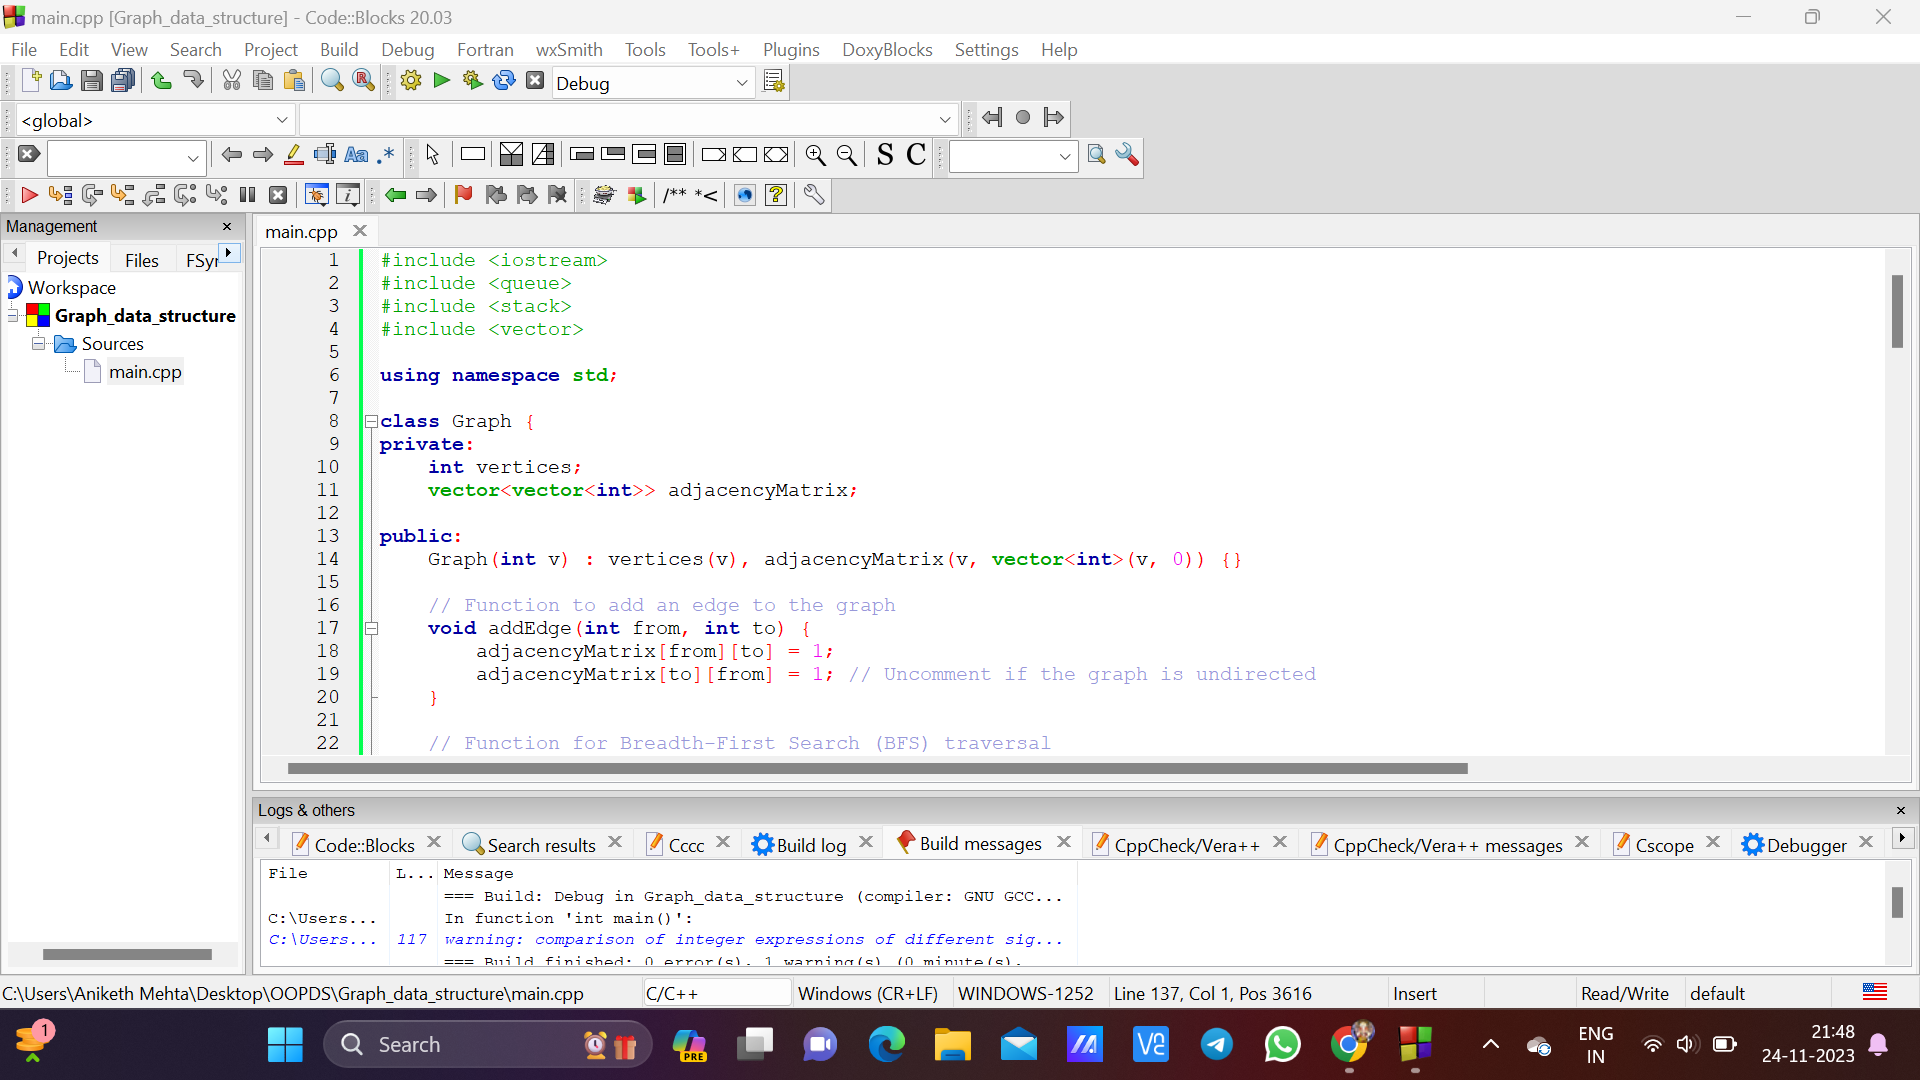 main.cpp [Graph_data_structure] - Code::Blocks 20.03
File Edit View Search Project Build Debug Fortran wxSmith Tools Tools+ Plugins DoxyBlocks Settings Help
Debug
<global>
Aa .* S C
/** *<
Management
Projects Files
Workspace
Graph_data_structure
Sources
main.cpp
main.cpp
1 #include <iostream>
2 #include <queue>
3 #include <stack>
4 #include <vector>
5
6 using namespace std;
7
8 class Graph {
9 private:
10 int vertices;
11 vector<vector<int>> adjacencyMatrix;
12
13 public:
14 Graph(int v) : vertices(v), adjacencyMatrix(v, vector<int>(v, 0)) {}
15
16 // Function to add an edge to the graph
17 void addEdge(int from, int to) {
18 adjacencyMatrix[from][to] = 1;
19 adjacencyMatrix[to][from] = 1; // Uncomment if the graph is undirected
20 }
21
22 // Function for Breadth-First Search (BFS) traversal
Logs & others
Code::Blocks Search results Cccc Build log Build messages CppCheck/Vera++ CppCheck/Vera++ messages Cscope Debugger
File L... Message
=== Build: Debug in Graph_data_structure (compiler: GNU GCC...
C:\Users... In function 'int main()':
C:\Users... 117 warning: comparison of integer expressions of different sig...
=== Build finished: 0 error(s), 1 warning(s) (0 minute(s),
C:\Users\Aniketh Mehta\Desktop\OOPDS\Graph_data_structure\main.cpp C/C++ Windows (CR+LF) WINDOWS-1252 Line 137, Col 1, Pos 3616 Insert Read/Write default
1
Search
PRE
ENG
IN
21:48
24-11-2023